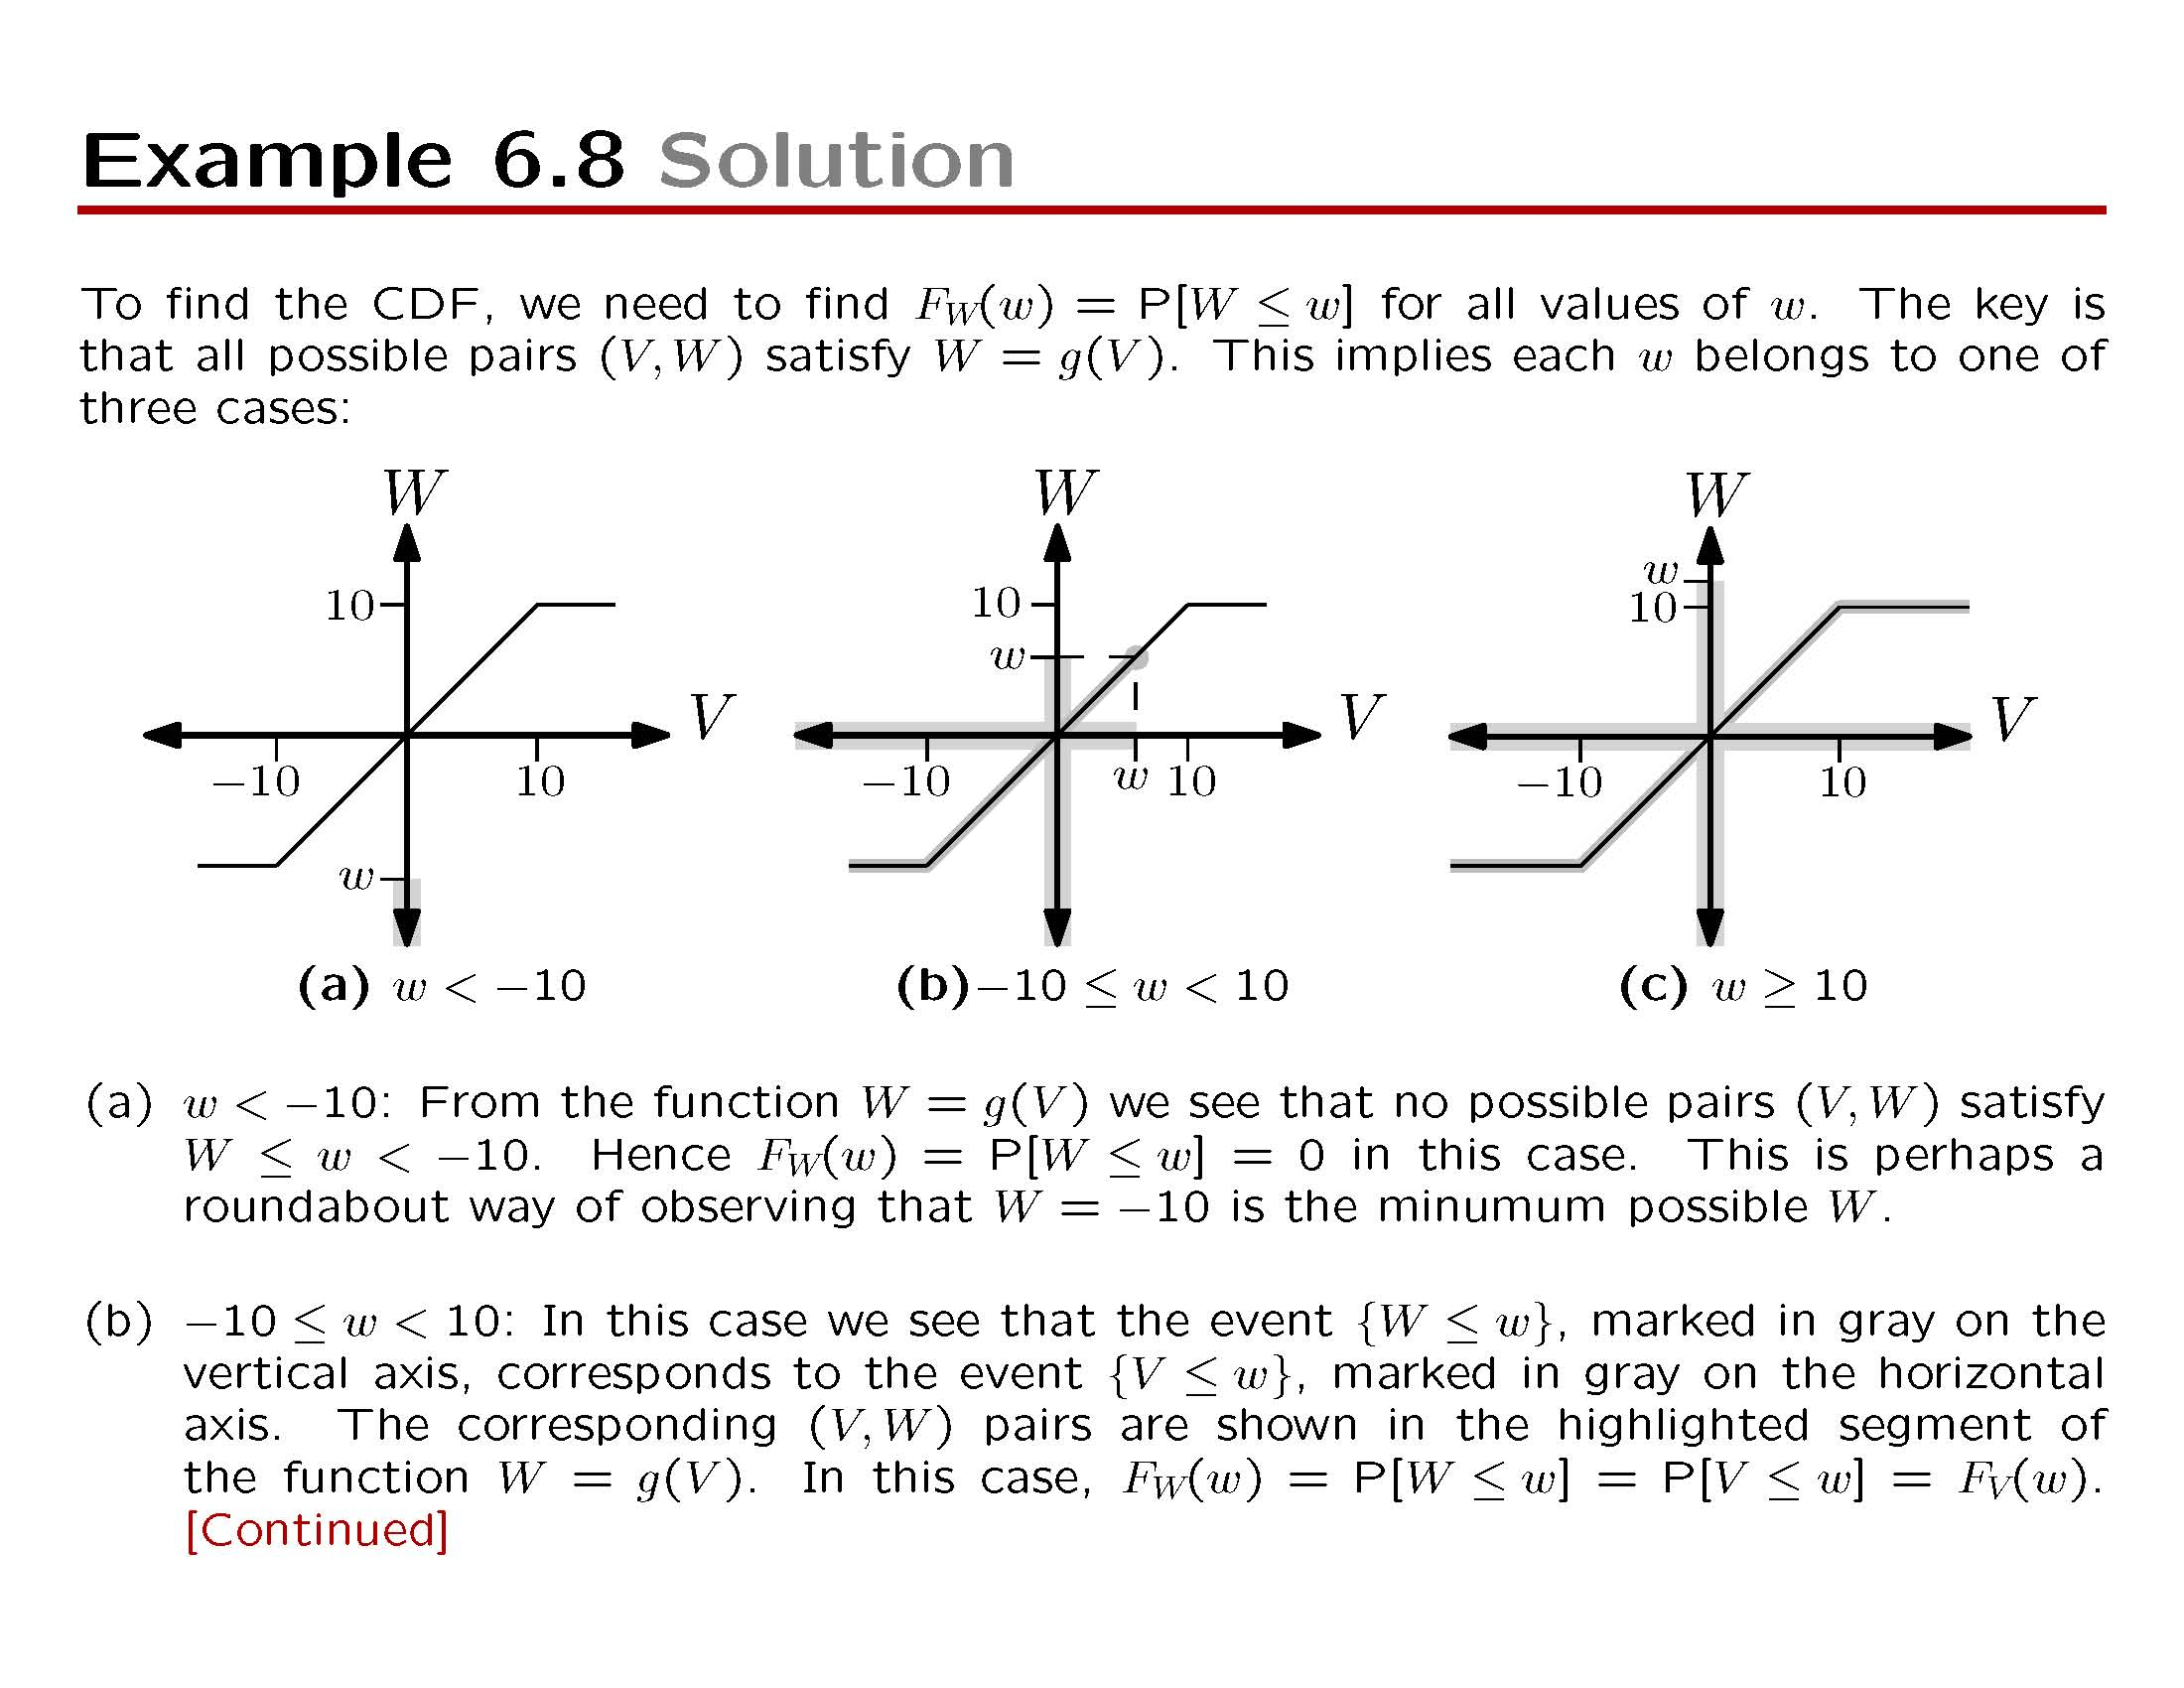 Example 6.8 Solution
To find the CDF, we need to find F_W(w) = P[W ≤ w] for all values of w. The key is
that all possible pairs (V, W) satisfy W = g(V). This implies each w belongs to one of
three cases:
W
10
V
−10
10
w
(a) w < −10
W
10
w
V
−10
w 10
(b)−10 ≤ w < 10
W
w
10
V
−10
10
(c) w ≥ 10
(a) w < −10: From the function W = g(V) we see that no possible pairs (V, W) satisfy
W ≤ w < −10. Hence F_W(w) = P[W ≤ w] = 0 in this case. This is perhaps a
roundabout way of observing that W = −10 is the minumum possible W.
(b) −10 ≤ w < 10: In this case we see that the event {W ≤ w}, marked in gray on the
vertical axis, corresponds to the event {V ≤ w}, marked in gray on the horizontal
axis. The corresponding (V, W) pairs are shown in the highlighted segment of
the function W = g(V). In this case, F_W(w) = P[W ≤ w] = P[V ≤ w] = F_V(w).
[Continued]